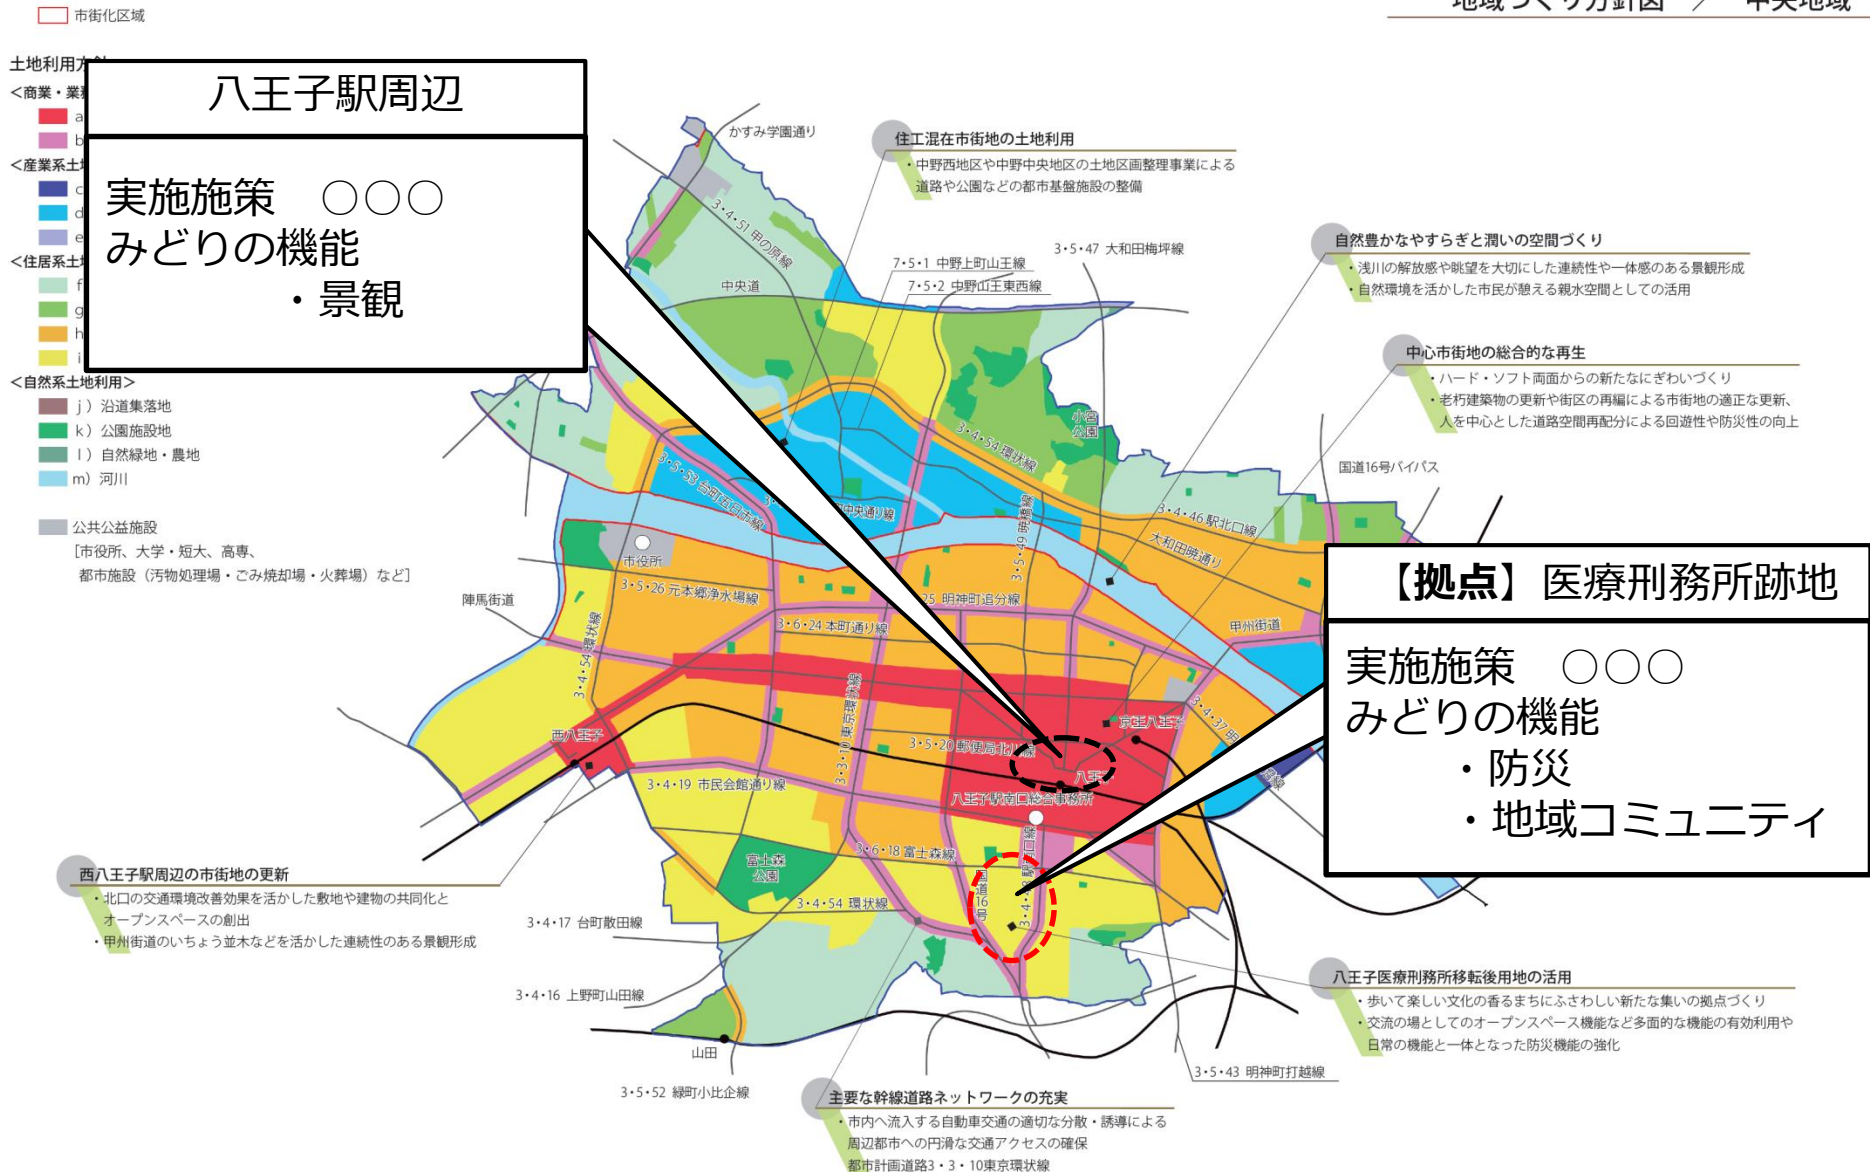 地域づくり方針図 ／ 中央地域
市街化区域
土地利用方
＜商業・業
a
b
＜産業系土
c
d
e
＜住居系土
f
g
h
i
＜自然系土地利用＞
j ）沿道集落地
k ）公園施設地
l ）自然緑地・農地
m）河川
公共公益施設
［市役所、大学・短大、高専、
都市施設（汚物処理場・ごみ焼却場・火葬場）など］
八王子駅周辺
実施施策　○○○
みどりの機能
・景観
かすみ学園通り
住工混在市街地の土地利用
・中野西地区や中野中央地区の土地区画整理事業による
道路や公園などの都市基盤施設の整備
3・4・51 甲の原線
中央道
7・5・1 中野上町山王線
7・5・2 中野山王東西線
3・5・47 大和田梅坪線
自然豊かなやすらぎと潤いの空間づくり
・浅川の解放感や眺望を大切にした連続性や一体感のある景観形成
・自然環境を活かした市民が憩える親水空間としての活用
中心市街地の総合的な再生
・ハード・ソフト両面からの新たなにぎわいづくり
・老朽建築物の更新や街区の再編による市街地の適正な更新、
人を中心とした道路空間再配分による回遊性や防災性の向上
小宮
公園
3・4・54 環状線
国道16号バイパス
3・5・53 台町五日市線
中央通り線
3・5・49 暁橋線
3・4・46 駅北口線
大和田暁通り
市役所
3・5・26 元本郷浄水場線
25 明神町追分線
陣馬街道
3・6・24 本町通り線
甲州街道
3・4・54 環状線
3・3・10 東京環状線
3・4・37 明
西八王子
京王八王子
3・5・20 郵便局北
線
八王
3・4・19 市民会館通り線
八王子駅南口総合事務所
【拠点】医療刑務所跡地
実施施策　○○○
みどりの機能
・防災
・地域コミュニティ
富士森
公園
3・6・18 富士森線
国道16号
3・4・54 環状線
3・4・17 台町散田線
西八王子駅周辺の市街地の更新
・北口の交通環境改善効果を活かした敷地や建物の共同化と
オープンスペースの創出
・甲州街道のいちょう並木などを活かした連続性のある景観形成
3・4・16 上野町山田線
山田
3・5・52 緑町小比企線
八王子医療刑務所移転後用地の活用
・歩いて楽しい文化の香るまちにふさわしい新たな集いの拠点づくり
・交流の場としてのオープンスペース機能など多面的な機能の有効利用や
日常の機能と一体となった防災機能の強化
3・5・43 明神町打越線
主要な幹線道路ネットワークの充実
・市内へ流入する自動車交通の適切な分散・誘導による
周辺都市への円滑な交通アクセスの確保
都市計画道路3・3・10東京環状線